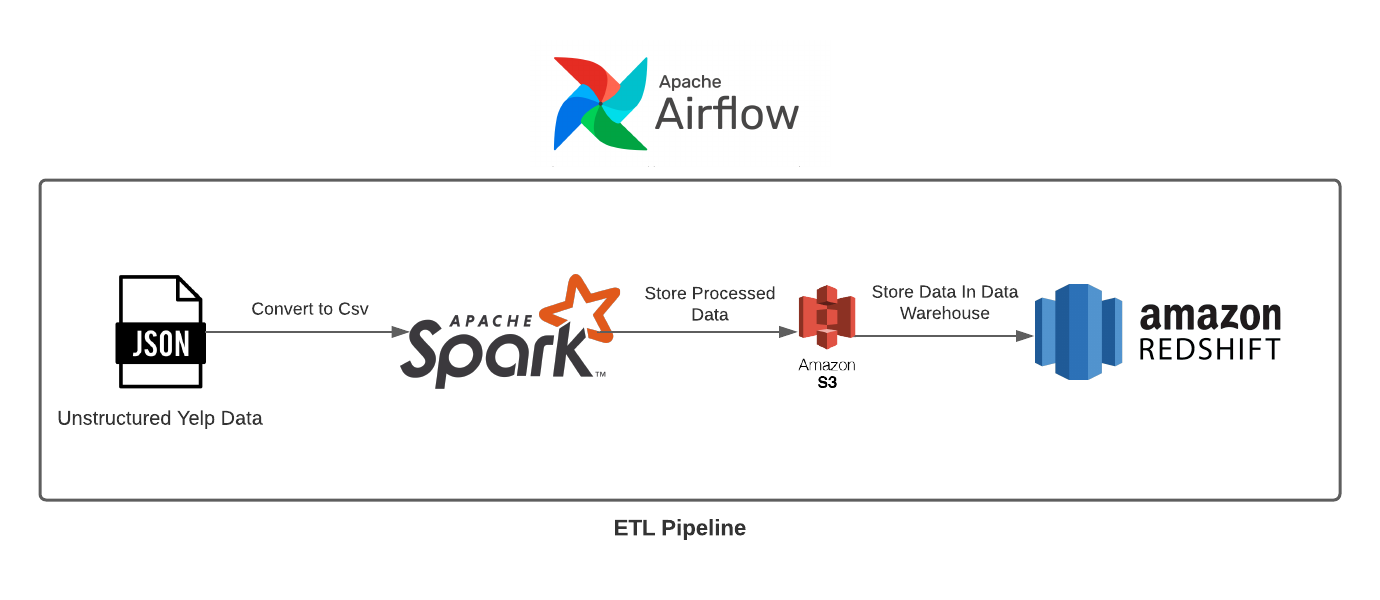 Apache
Airflow
Convert to Csv
JSON
Unstructured Yelp Data
APACHE
Spark™
Store Processed
Data
Amazon
S3
Store Data In Data
Warehouse
amazon
REDSHIFT
ETL Pipeline